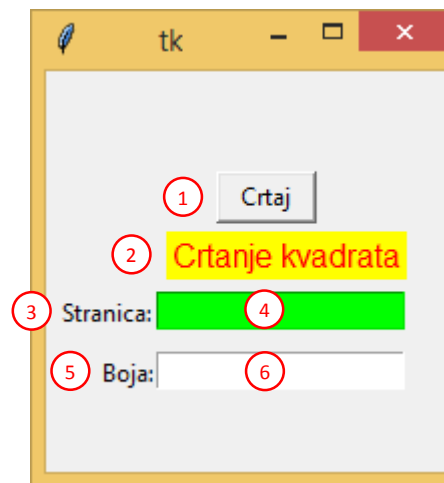 tk
1 Crtaj
2 Crtanje kvadrata
3 Stranica: 4
5 Boja: 6